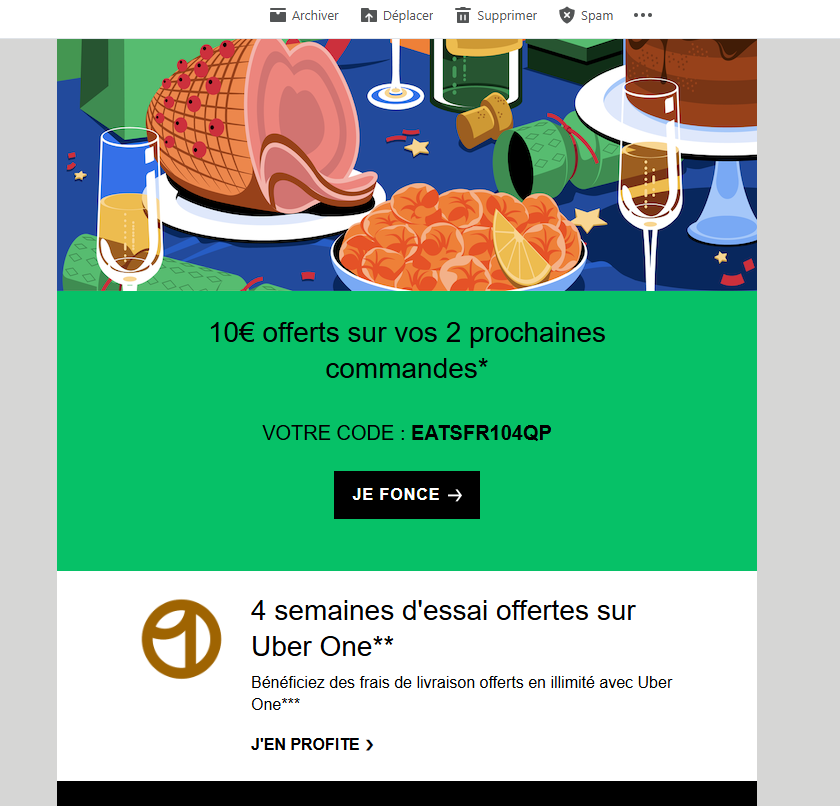 Archiver Déplacer Supprimer Spam
10€ offerts sur vos 2 prochaines
commandes*
VOTRE CODE : EATSFR104QP
JE FONCE →
4 semaines d'essai offertes sur
Uber One**
Bénéficiez des frais de livraison offerts en illimité avec Uber
One***
J'EN PROFITE ❯